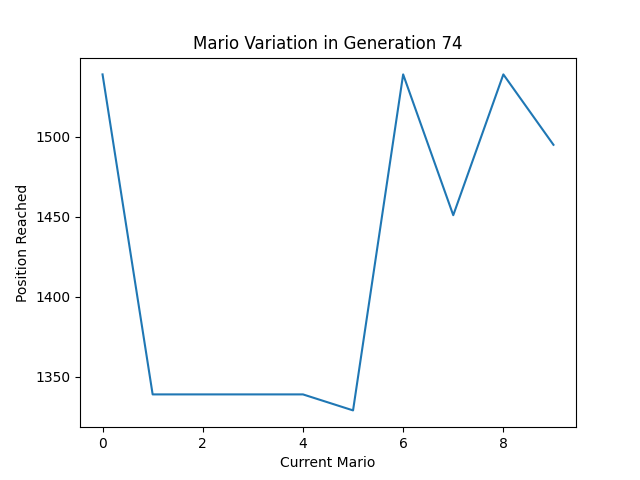 Mario Variation in Generation 74
Position Reached
1500
1450
1400
1350
0 2 4 6 8
Current Mario